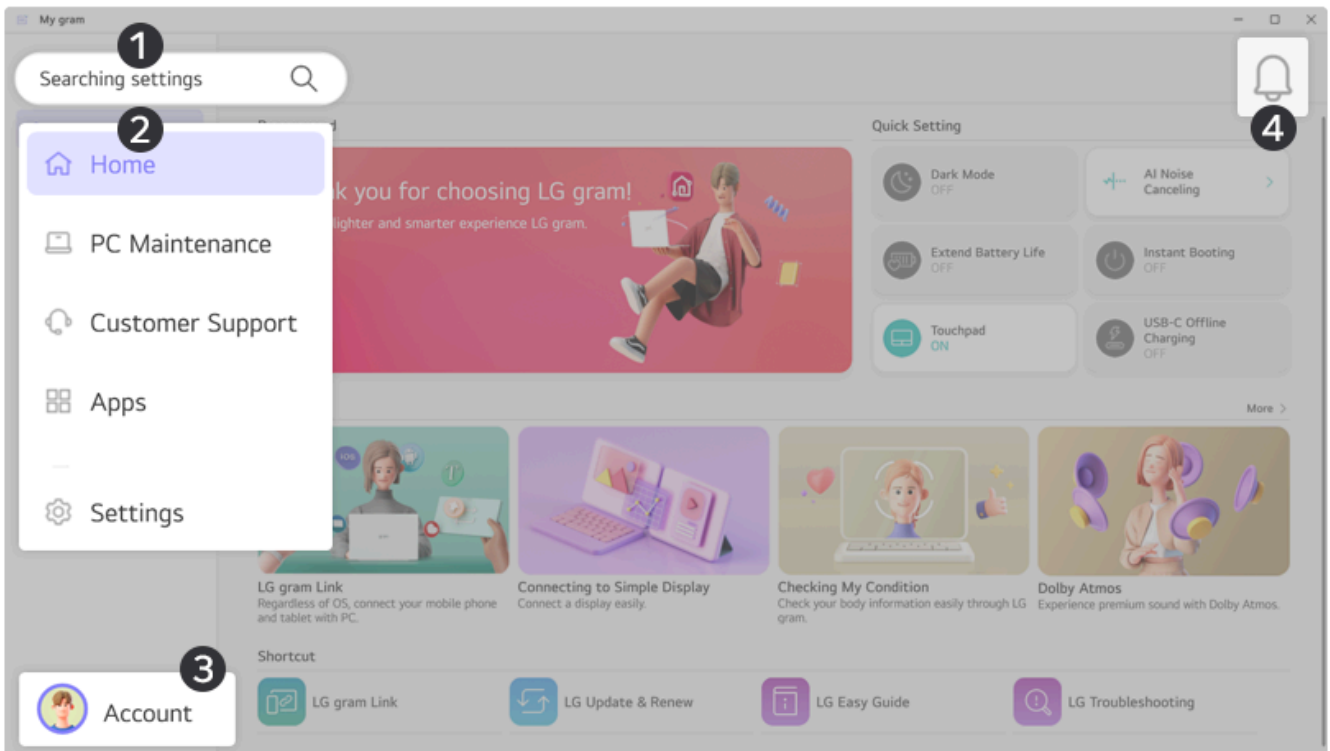 My gram
1
Searching settings
2
Home
PC Maintenance
Customer Support
Apps
Settings
3
Account
4
k you for choosing LG gram!
lighter and smarter experience LG gram.
Quick Setting
Dark Mode
OFF
AI Noise
Canceling
Extend Battery Life
OFF
Instant Booting
OFF
Touchpad
ON
USB-C Offline
Charging
OFF
More
iOS
LG gram Link
Regardless of OS, connect your mobile phone
and tablet with PC.
Connecting to Simple Display
Connect a display easily.
Checking My Condition
Check your body information easily through LG
gram.
Dolby Atmos
Experience premium sound with Dolby Atmos.
Shortcut
LG gram Link
LG Update & Renew
LG Easy Guide
LG Troubleshooting